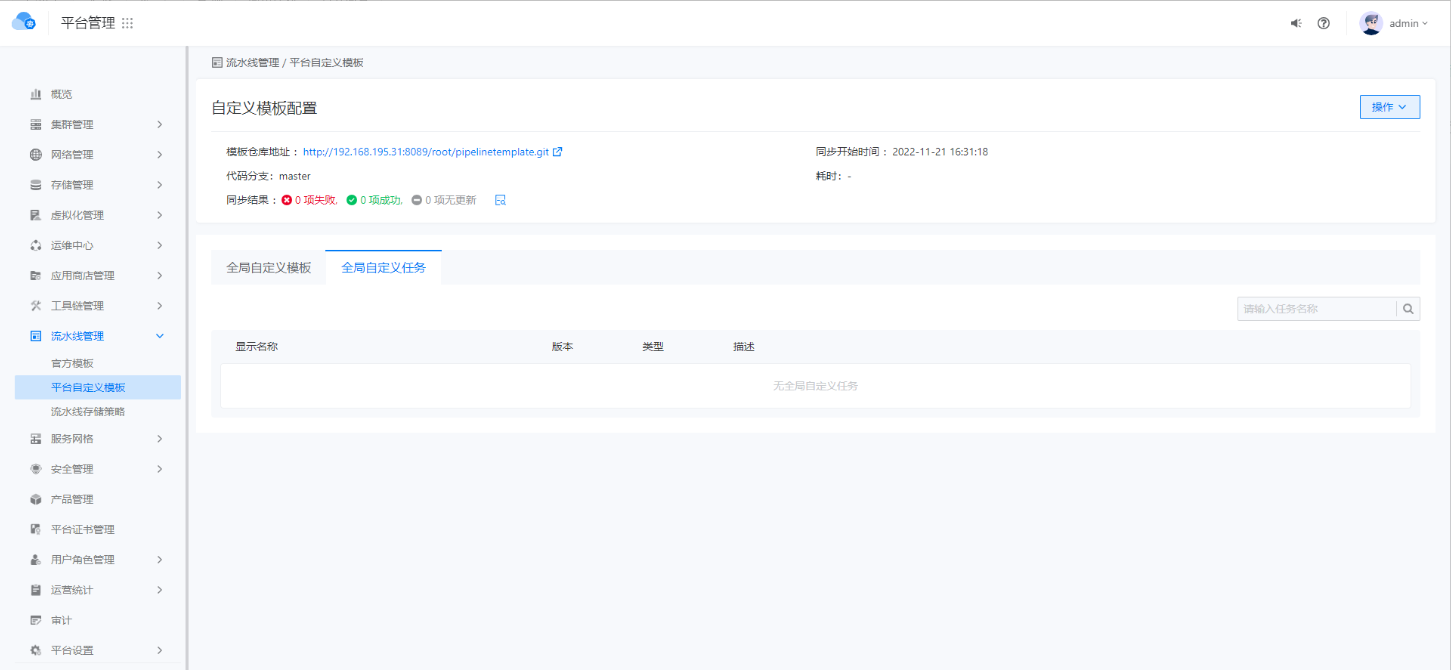 平台管理
admin
概览
集群管理
网络管理
存储管理
虚拟化管理
运维中心
应用商店管理
工具链管理
流水线管理
官方模板
平台自定义模板
流水线存储策略
服务网格
安全管理
产品管理
平台证书管理
用户角色管理
运营统计
审计
平台设置
流水线管理 / 平台自定义模板
自定义模板配置
操作
模板仓库地址： http://192.168.195.31:8089/root/pipelinetemplate.git
同步开始时间： 2022-11-21 16:31:18
代码分支： master
耗时： -
同步结果： 0 项失败, 0 项成功, 0 项无更新
全局自定义模板 全局自定义任务
请输入任务名称
显示名称 版本 类型 描述
无全局自定义任务